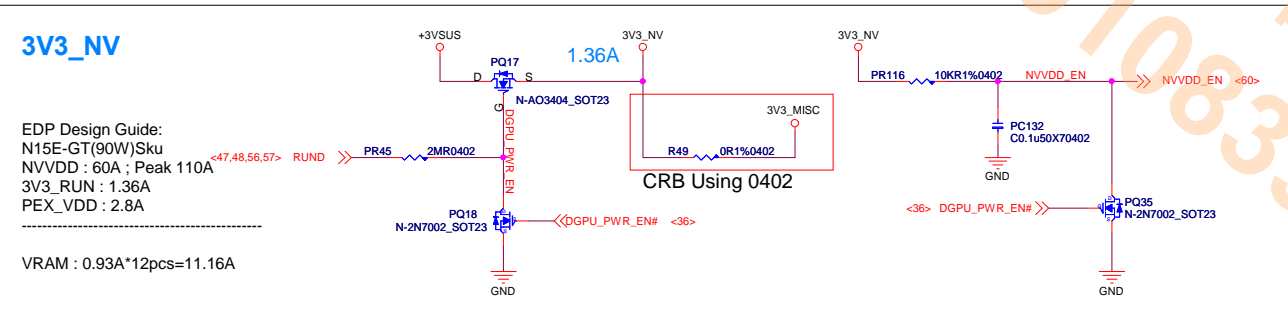 3V3_NV
EDP Design Guide:
N15E-GT(90W)Sku
NVVDD : 60A ; Peak 110A
3V3_RUN : 1.36A
PEX_VDD : 2.8A
-----------------------------------------------
VRAM : 0.93A*12pcs=11.16A
+3VSUS
PQ17
D
S
G
N-AO3404_SOT23
1.36A
3V3_NV
<47,48,56,57> RUND
PR45
2MR0402
DGPU_PWR_EN
PQ18
N-2N7002_SOT23
DGPU_PWR_EN# <36>
GND
3V3_MISC
R49
0R1%0402
CRB Using 0402
3V3_NV
PR116
10KR1%0402
NVVDD_EN
NVVDD_EN <60>
PC132
C0.1u50X70402
GND
<36> DGPU_PWR_EN#
PQ35
N-2N7002_SOT23
GND